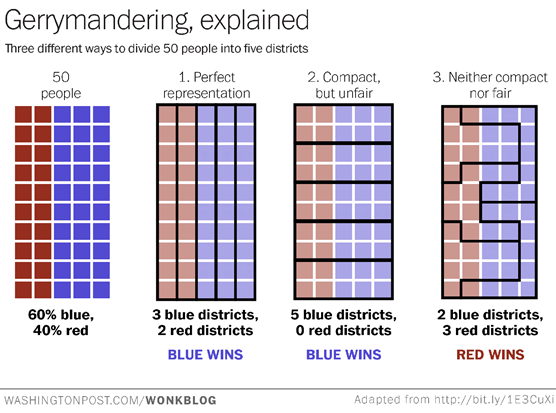 Gerrymandering, explained
Three different ways to divide 50 people into five districts
50
people
1. Perfect
representation
2. Compact,
but unfair
3. Neither compact
nor fair
60% blue,
40% red
3 blue districts,
2 red districts
5 blue districts,
0 red districts
2 blue districts,
3 red districts
BLUE WINS
BLUE WINS
RED WINS
WASHINGTONPOST.COM/WONKBLOG
Adapted from http://bit.ly/1E3CuXi